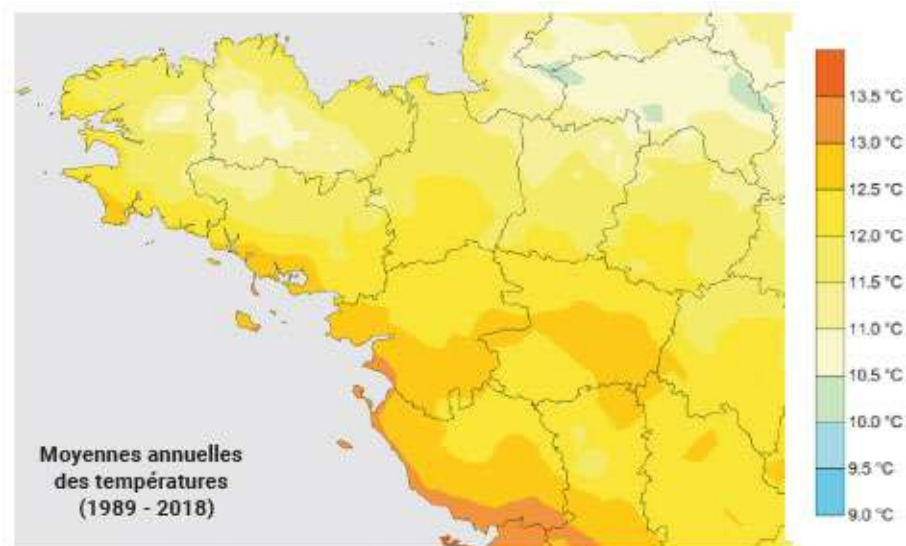 13.5 °C
13.0 °C
12.5 °C
12.0 °C
11.5 °C
11.0 °C
10.5 °C
10.0 °C
9.5 °C
9.0 °C
Moyennes annuelles
des températures
(1989 - 2018)